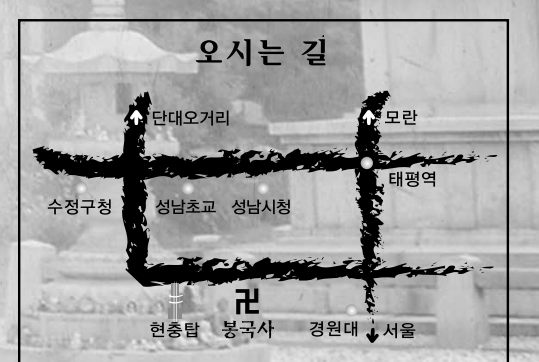 오시는 길
단대오거리
모란
태평역
수정구청
성남초교
성남시청
卍
현충탑
봉국사
경원대
서울